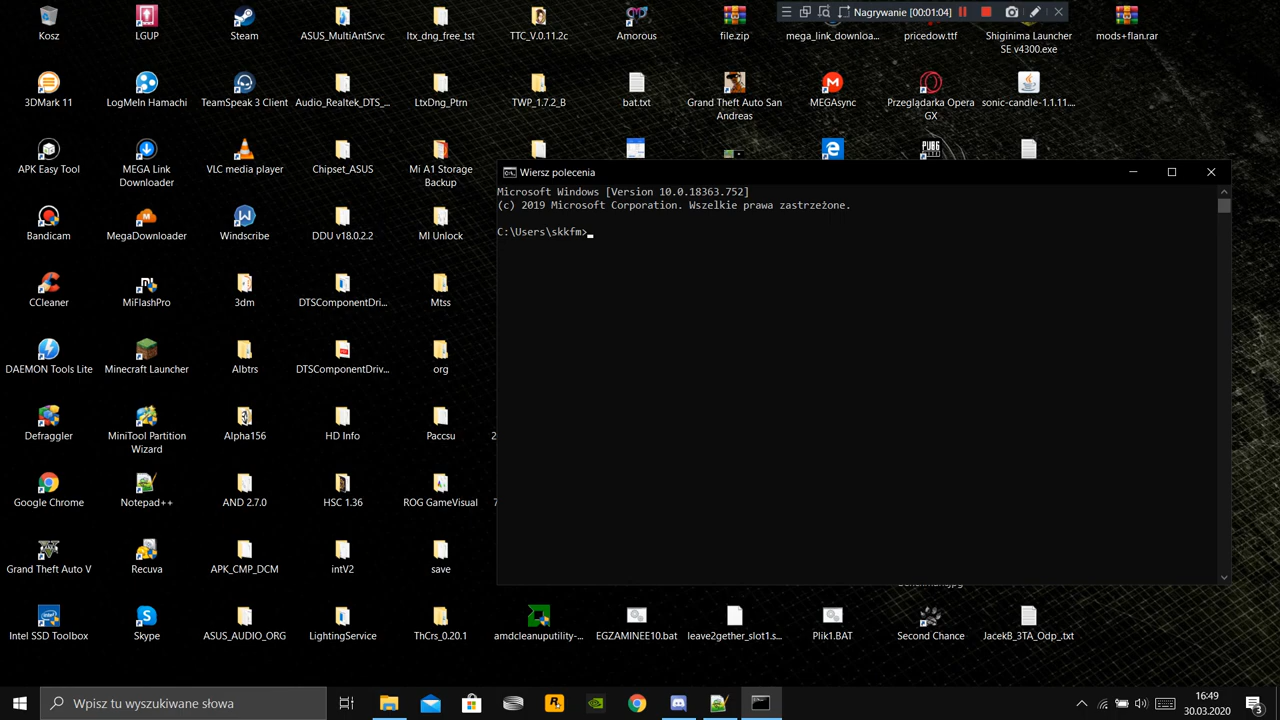 Nagrywanie [00:01:04]
Kosz
LGUP
Steam
ASUS_MultiAntSrvc
ltx_dng_free_tst
TTC_V.0.11.2c
Amorous
file.zip
mega_link_downloa...
pricedow.ttf
Shiginima Launcher
SE v4300.exe
mods+flan.rar
3DMark 11
LogMeIn Hamachi
TeamSpeak 3 Client
Audio_Realtek_DTS_...
LtxDng_Ptrn
TWP_1.7.2_B
bat.txt
Grand Theft Auto San
Andreas
MEGAsync
Przeglądarka Opera
GX
sonic-candle-1.1.11....
APK Easy Tool
MEGA Link
Downloader
VLC media player
Chipset_ASUS
Mi A1 Storage
Backup
PUBG
Wiersz polecenia
Microsoft Windows [Version 10.0.18363.752]
(c) 2019 Microsoft Corporation. Wszelkie prawa zastrzeżone.
C:\Users\skkfm>
Bandicam
MegaDownloader
Windscribe
DDU v18.0.2.2
MI Unlock
CCleaner
MiFlashPro
3dm
DTSComponentDri...
Mtss
DAEMON Tools Lite
Minecraft Launcher
Albtrs
DTSComponentDriv...
org
Defraggler
MiniTool Partition
Wizard
Alpha156
HD Info
Paccsu
2
Google Chrome
Notepad++
AND 2.7.0
HSC 1.36
ROG GameVisual
7
Grand Theft Auto V
Recuva
APK_CMP_DCM
intV2
save
Intel SSD Toolbox
Skype
ASUS_AUDIO_ORG
LightingService
ThCrs_0.20.1
amdcleanuputility-...
EGZAMINEE10.bat
leave2gether_slot1.s...
Plik1.BAT
Second Chance
JacekB_3TA_Odp_.txt
Wpisz tu wyszukiwane słowa
16:49
30.03.2020
3